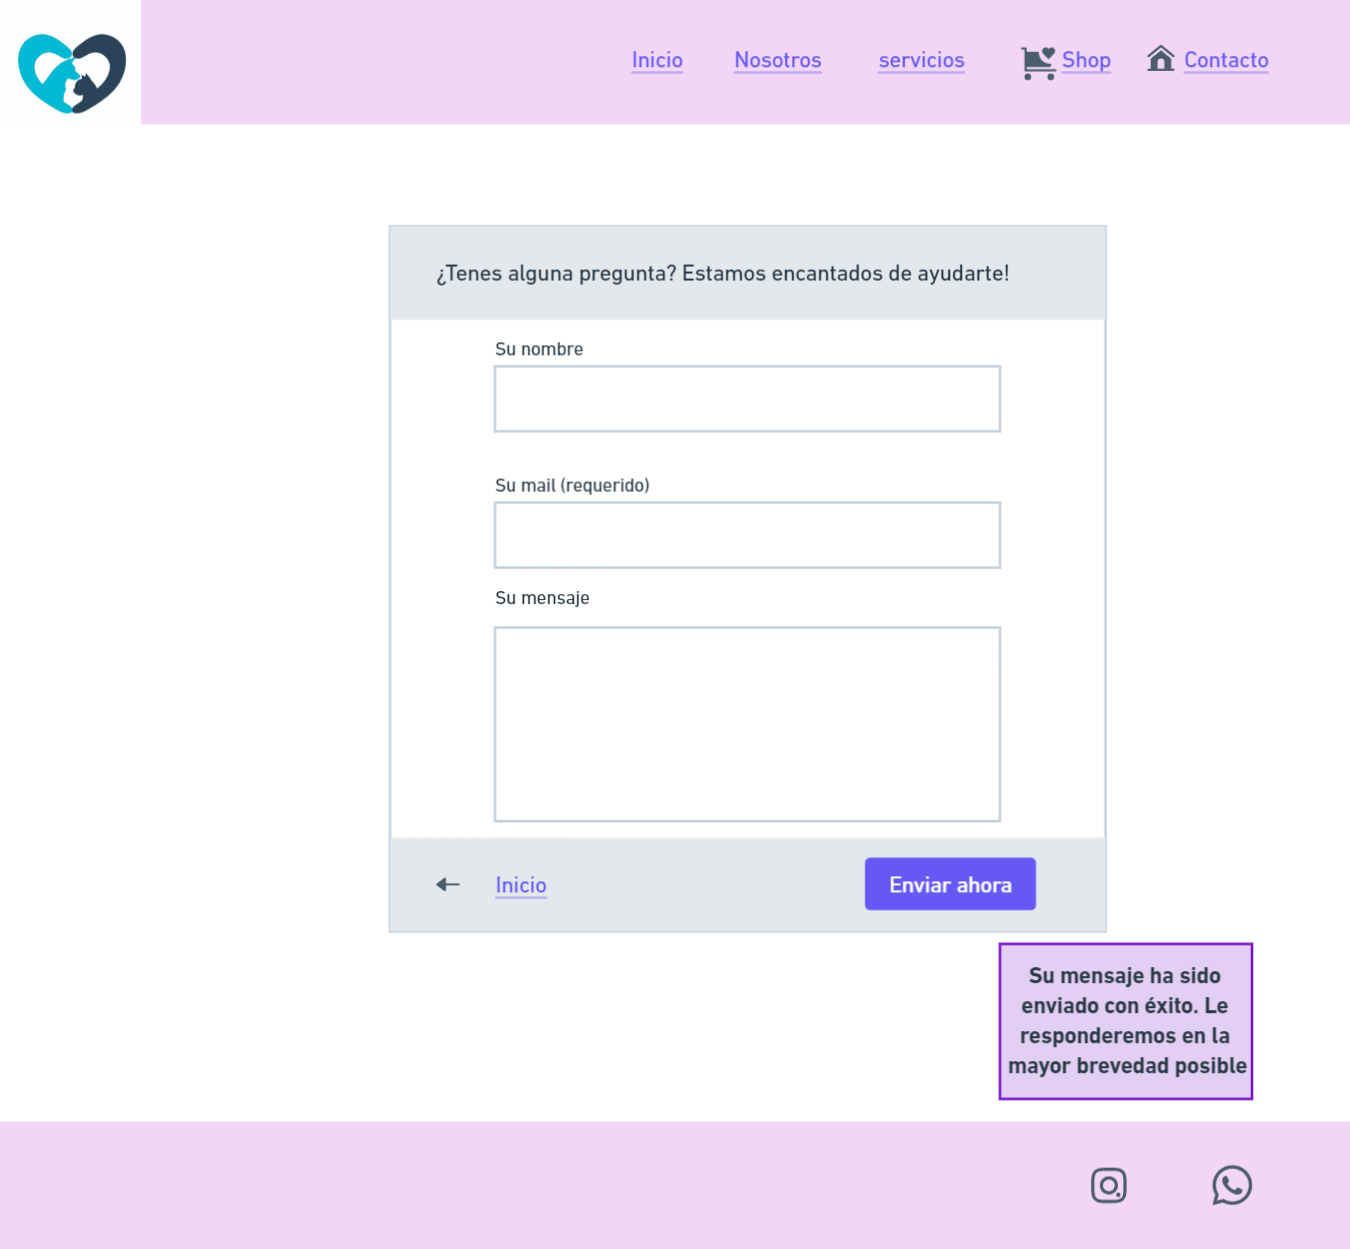 Inicio Nosotros servicios Shop Contacto
¿Tenes alguna pregunta? Estamos encantados de ayudarte!
Su nombre
Su mail (requerido)
Su mensaje
Inicio Enviar ahora
Su mensaje ha sido
enviado con éxito. Le
responderemos en la
mayor brevedad posible